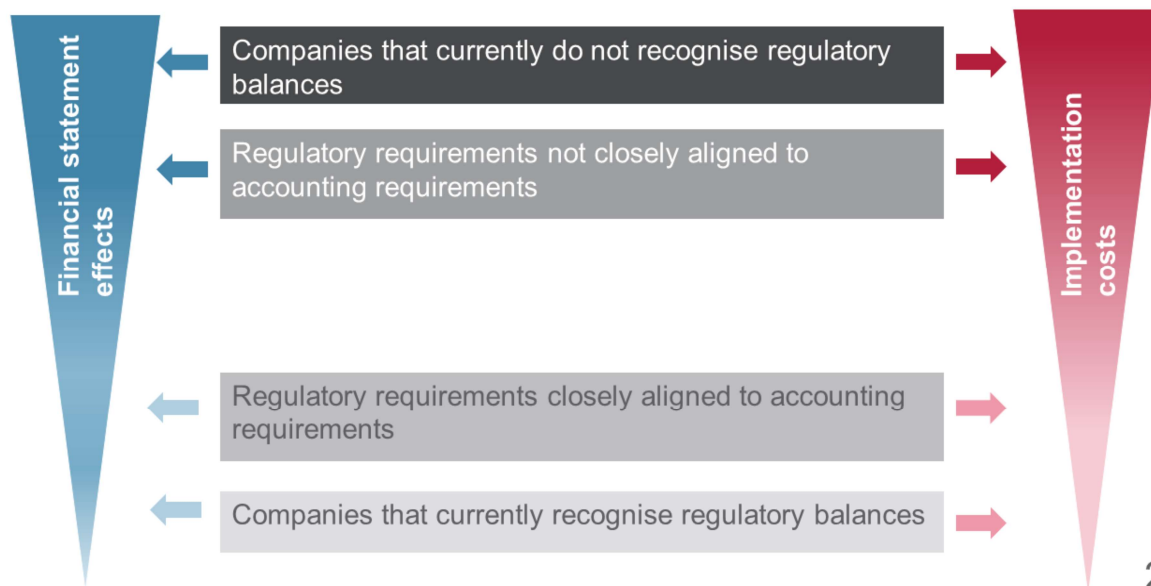 Financial statement
effects
Companies that currently do not recognise regulatory
balances
Regulatory requirements not closely aligned to
accounting requirements
Regulatory requirements closely aligned to accounting
requirements
Companies that currently recognise regulatory balances
Implementation
costs